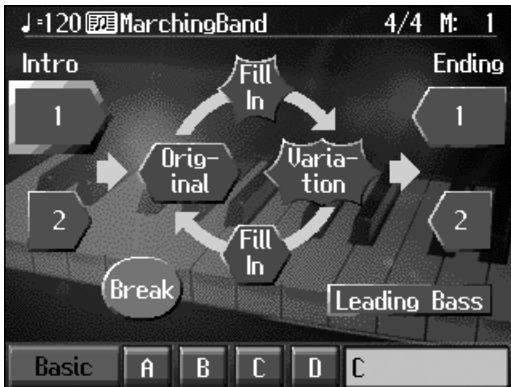 ♩=120 MarchingBand 4/4 M: 1
Intro
Ending
Fill
In
1
1
Orig-
inal
Varia-
tion
2
2
Fill
In
Break
Leading Bass
Basic A B C D C